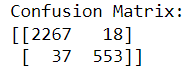 Confusion Matrix:
[[2267   18]
 [  37  553]]